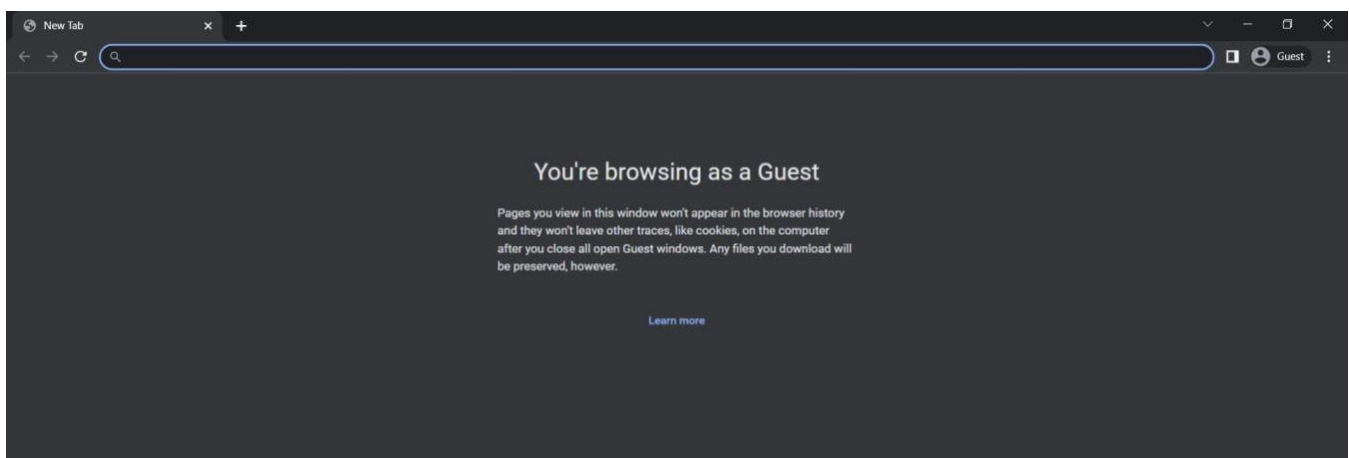 New Tab
Guest
You're browsing as a Guest
Pages you view in this window won't appear in the browser history
and they won't leave other traces, like cookies, on the computer
after you close all open Guest windows. Any files you download will
be preserved, however.
Learn more